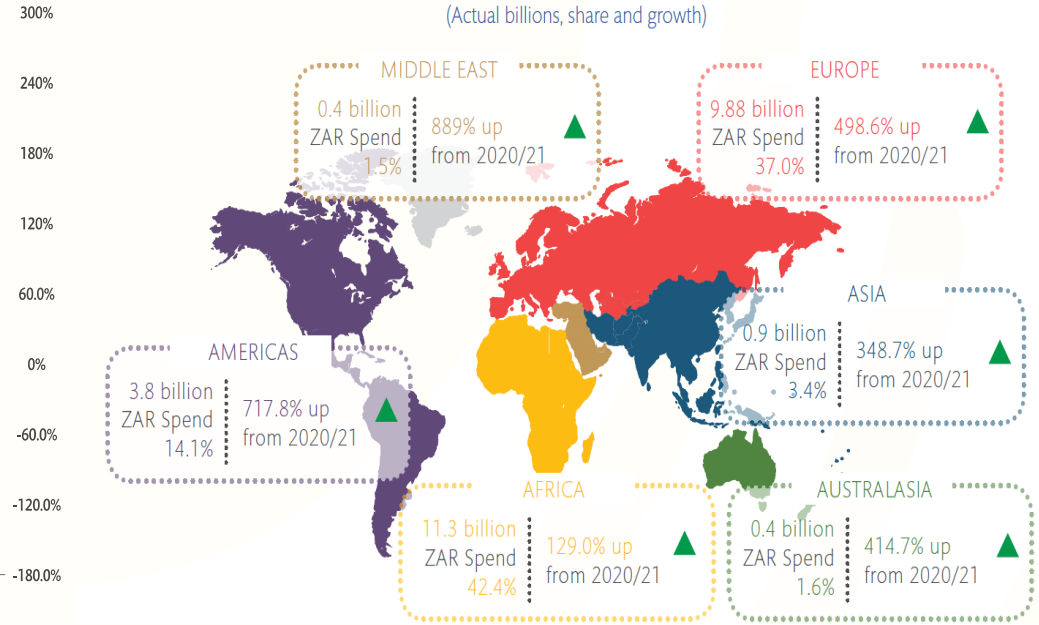 (Actual billions, share and growth)
300%
240%
180%
120%
60.0%
0%
-60.0%
-120.0%
-180.0%
MIDDLE EAST
0.4 billion
ZAR Spend
1.5%
889% up
from 2020/21
EUROPE
9.88 billion
ZAR Spend
37.0%
498.6% up
from 2020/21
ASIA
0.9 billion
ZAR Spend
3.4%
348.7% up
from 2020/21
AMERICAS
3.8 billion
ZAR Spend
14.1%
717.8% up
from 2020/21
AFRICA
11.3 billion
ZAR Spend
42.4%
129.0% up
from 2020/21
AUSTRALASIA
0.4 billion
ZAR Spend
1.6%
414.7% up
from 2020/21